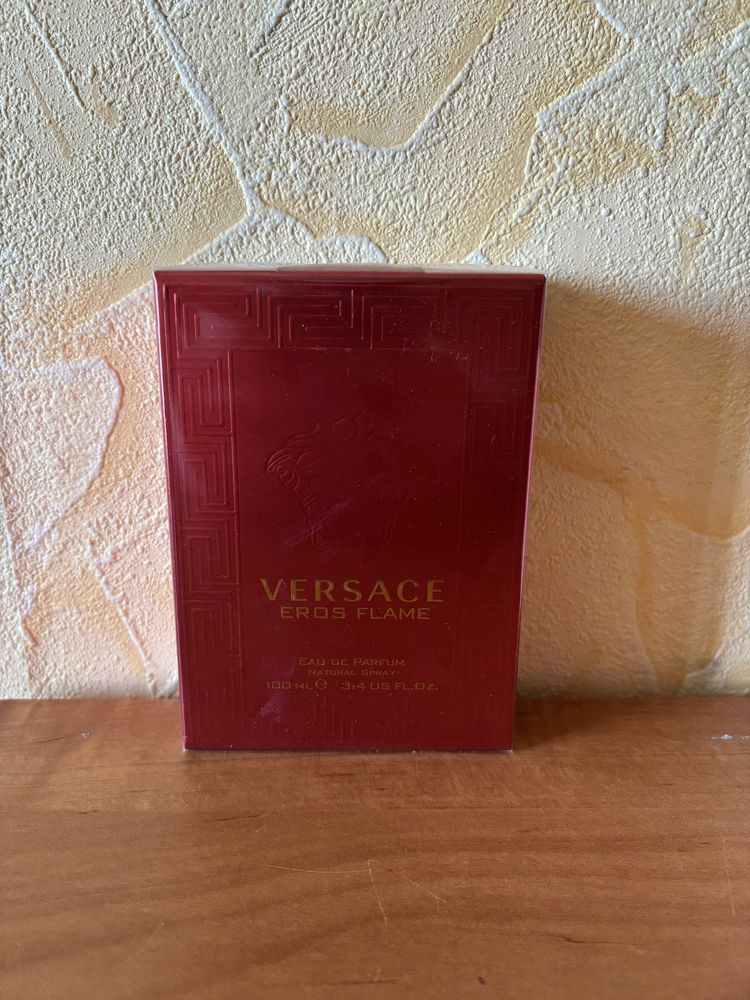 VERSACE
EROS FLAME
EAU DE PARFUM
NATURAL SPRAY
100 ML ℮ 3.4 US FL.OZ.